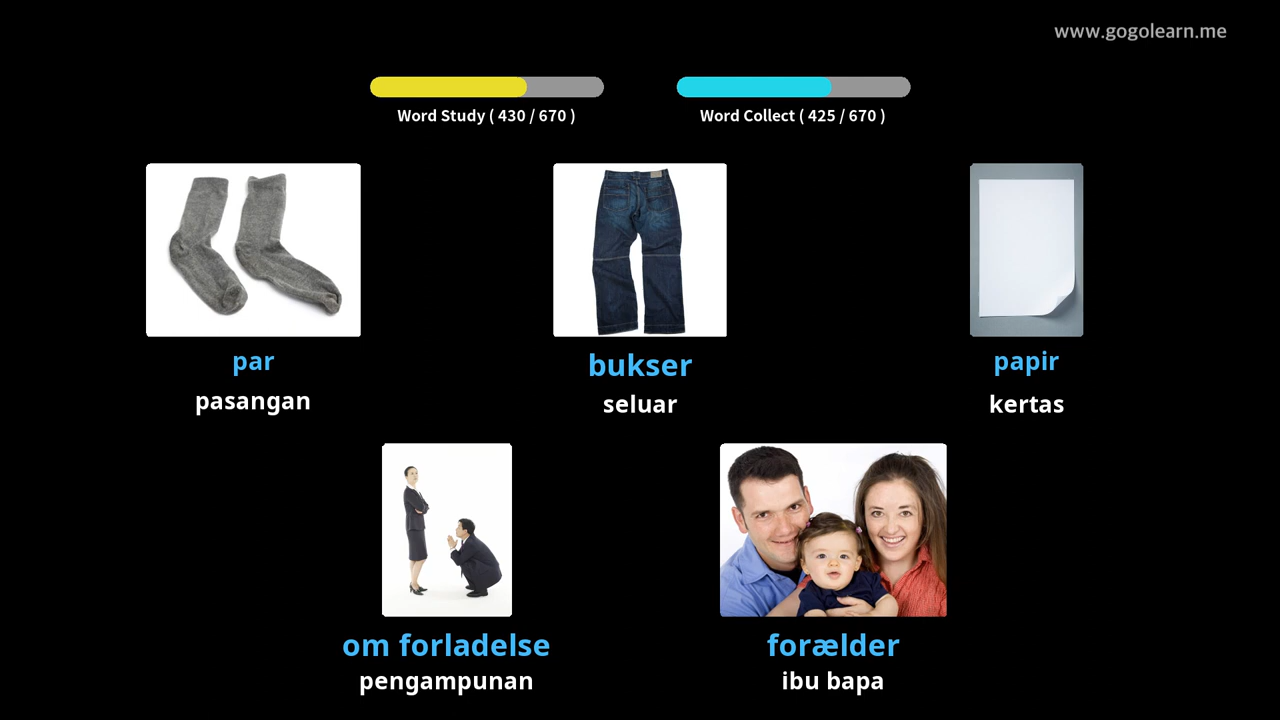 www.gogolearn.me
Word Study ( 430 / 670 )
Word Collect ( 425 / 670 )
par
pasangan
bukser
seluar
papir
kertas
om forladelse
pengampunan
forælder
ibu bapa